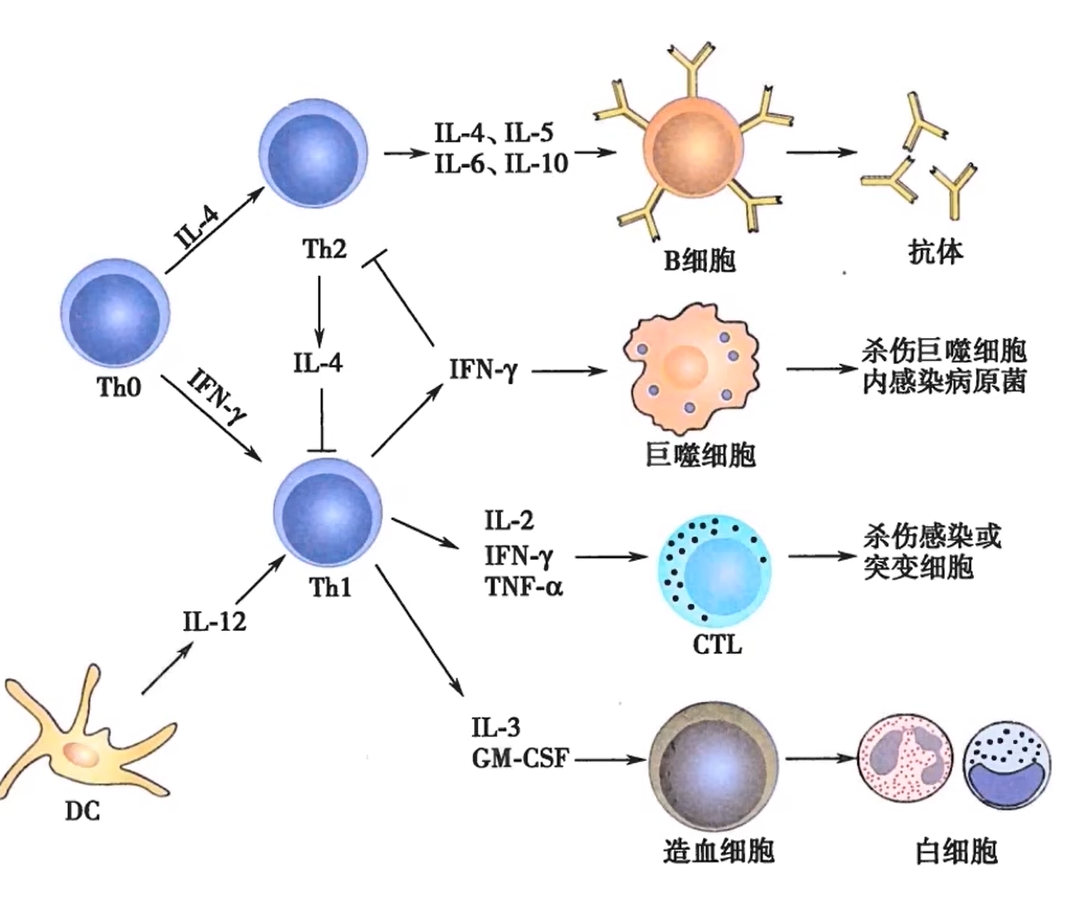 IL-4、IL-5
IL-6、IL-10
IL-4
Th2
B细胞
抗体
Th0
IFN-γ
IL-4
IFN-γ
巨噬细胞
杀伤巨噬细胞
内感染病原菌
Th1
IL-2
IFN-γ
TNF-α
CTL
杀伤感染或
突变细胞
IL-12
DC
IL-3
GM-CSF
造血细胞
白细胞